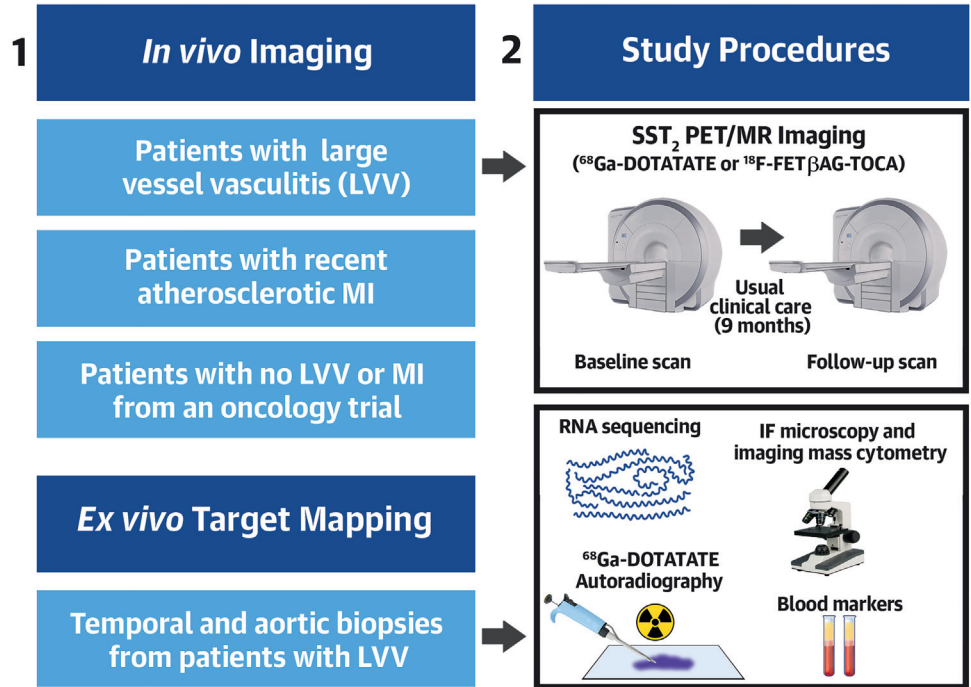 1
In vivo Imaging
Patients with large
vessel vasculitis (LVV)
Patients with recent
atherosclerotic MI
Patients with no LVV or MI
from an oncology trial
Ex vivo Target Mapping
Temporal and aortic biopsies
from patients with LVV
2
Study Procedures
SST₂ PET/MR Imaging
(⁶⁸Ga-DOTATATE or ¹⁸F-FETβAG-TOCA)
Usual
clinical care
(9 months)
Baseline scan
Follow-up scan
RNA sequencing
IF microscopy and
imaging mass cytometry
⁶⁸Ga-DOTATATE
Autoradiography
Blood markers